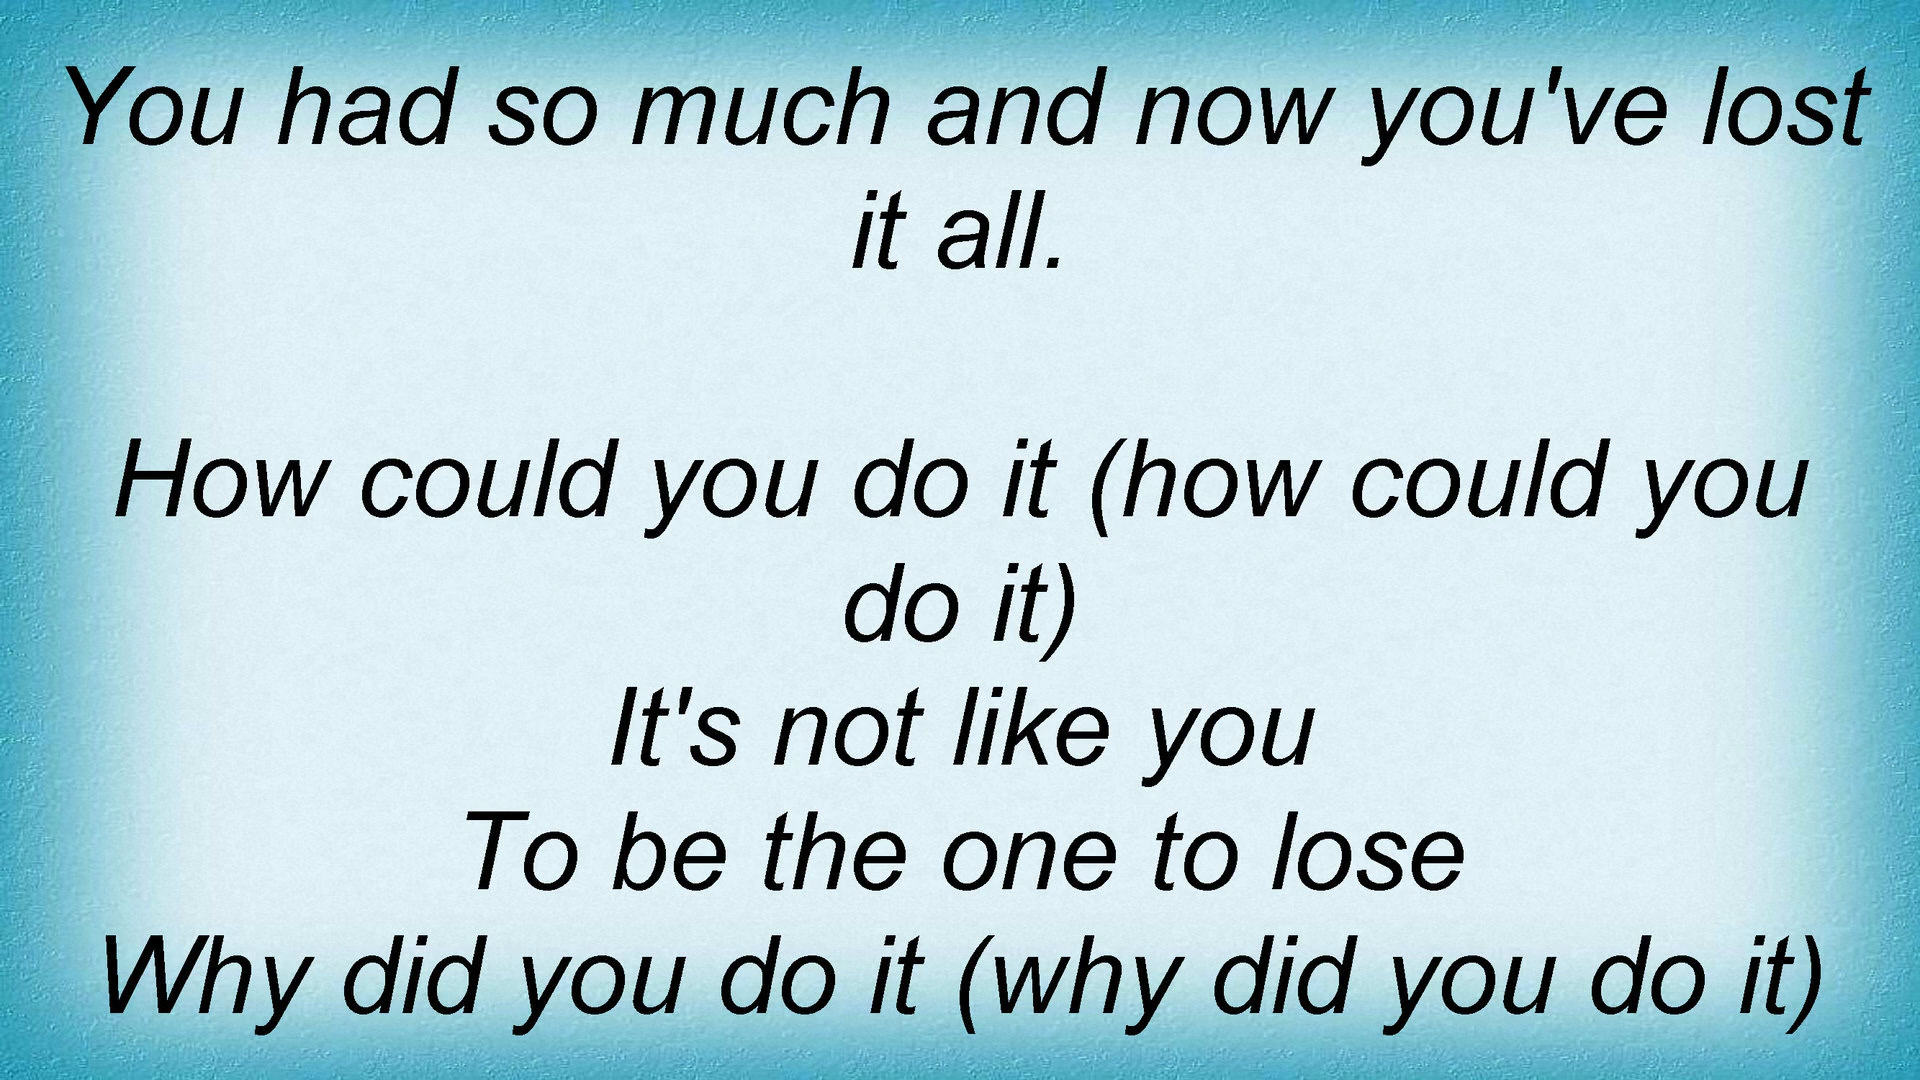 You had so much and now you've lost
it all.
How could you do it (how could you
do it)
It's not like you
To be the one to lose
Why did you do it (why did you do it)